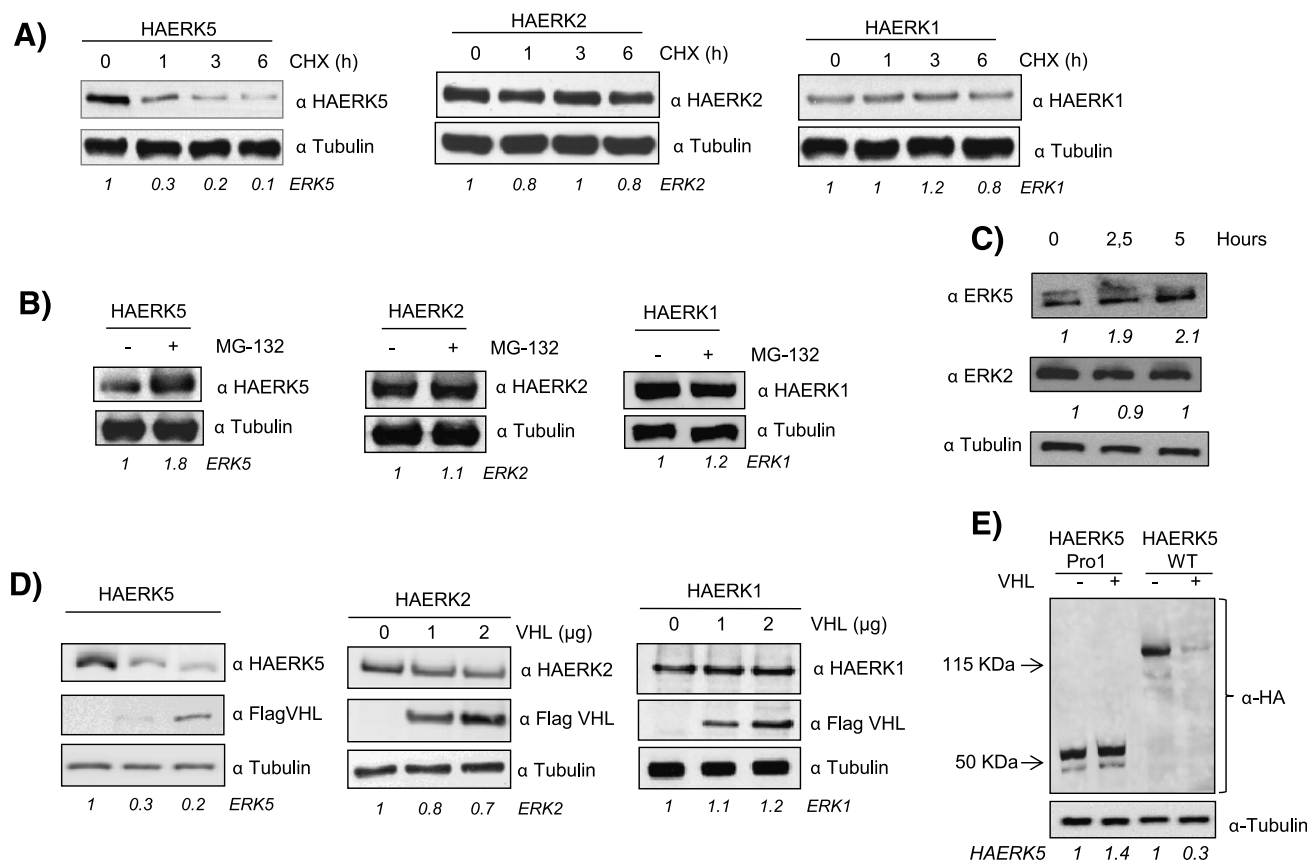 A)
HAERK5
0 1 3 6 CHX (h)
α HAERK5
α Tubulin
1 0.3 0.2 0.1 ERK5
HAERK2
0 1 3 6 CHX (h)
α HAERK2
α Tubulin
1 0.8 1 0.8 ERK2
HAERK1
0 1 3 6 CHX (h)
α HAERK1
α Tubulin
1 1 1.2 0.8 ERK1
B)
HAERK5
- + MG-132
α HAERK5
α Tubulin
1 1.8 ERK5
HAERK2
- + MG-132
α HAERK2
α Tubulin
1 1.1 ERK2
HAERK1
- + MG-132
α HAERK1
α Tubulin
1 1.2 ERK1
C)
0 2,5 5 Hours
α ERK5
1 1.9 2.1
α ERK2
1 0.9 1
α Tubulin
D)
HAERK5
α HAERK5
α FlagVHL
α Tubulin
1 0.3 0.2 ERK5
HAERK2
0 1 2 VHL (µg)
α HAERK2
α Flag VHL
α Tubulin
1 0.8 0.7 ERK2
HAERK1
0 1 2 VHL (µg)
α HAERK1
α Flag VHL
α Tubulin
1 1.1 1.2 ERK1
E)
HAERK5 HAERK5
Pro1 WT
VHL - + - +
115 KDa
α-HA
50 KDa
α-Tubulin
HAERK5 1 1.4 1 0.3